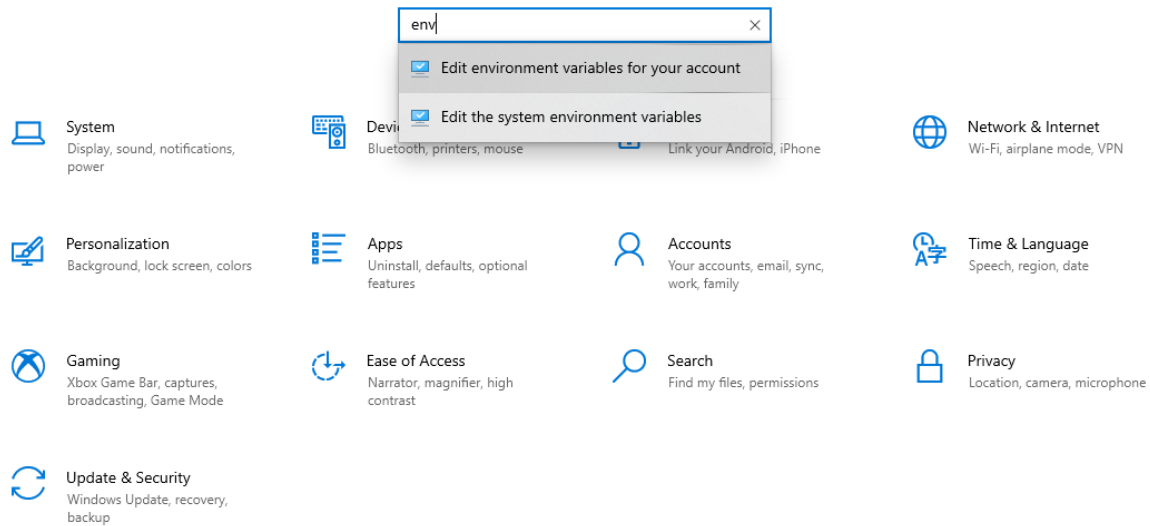 env
Edit environment variables for your account
Edit the system environment variables
System
Display, sound, notifications,
power
Bluetooth, printers, mouse
Link your Android, iPhone
Network & Internet
Wi-Fi, airplane mode, VPN
Personalization
Background, lock screen, colors
Apps
Uninstall, defaults, optional
features
Accounts
Your accounts, email, sync,
work, family
Time & Language
Speech, region, date
Gaming
Xbox Game Bar, captures,
broadcasting, Game Mode
Ease of Access
Narrator, magnifier, high
contrast
Search
Find my files, permissions
Privacy
Location, camera, microphone
Update & Security
Windows Update, recovery,
backup